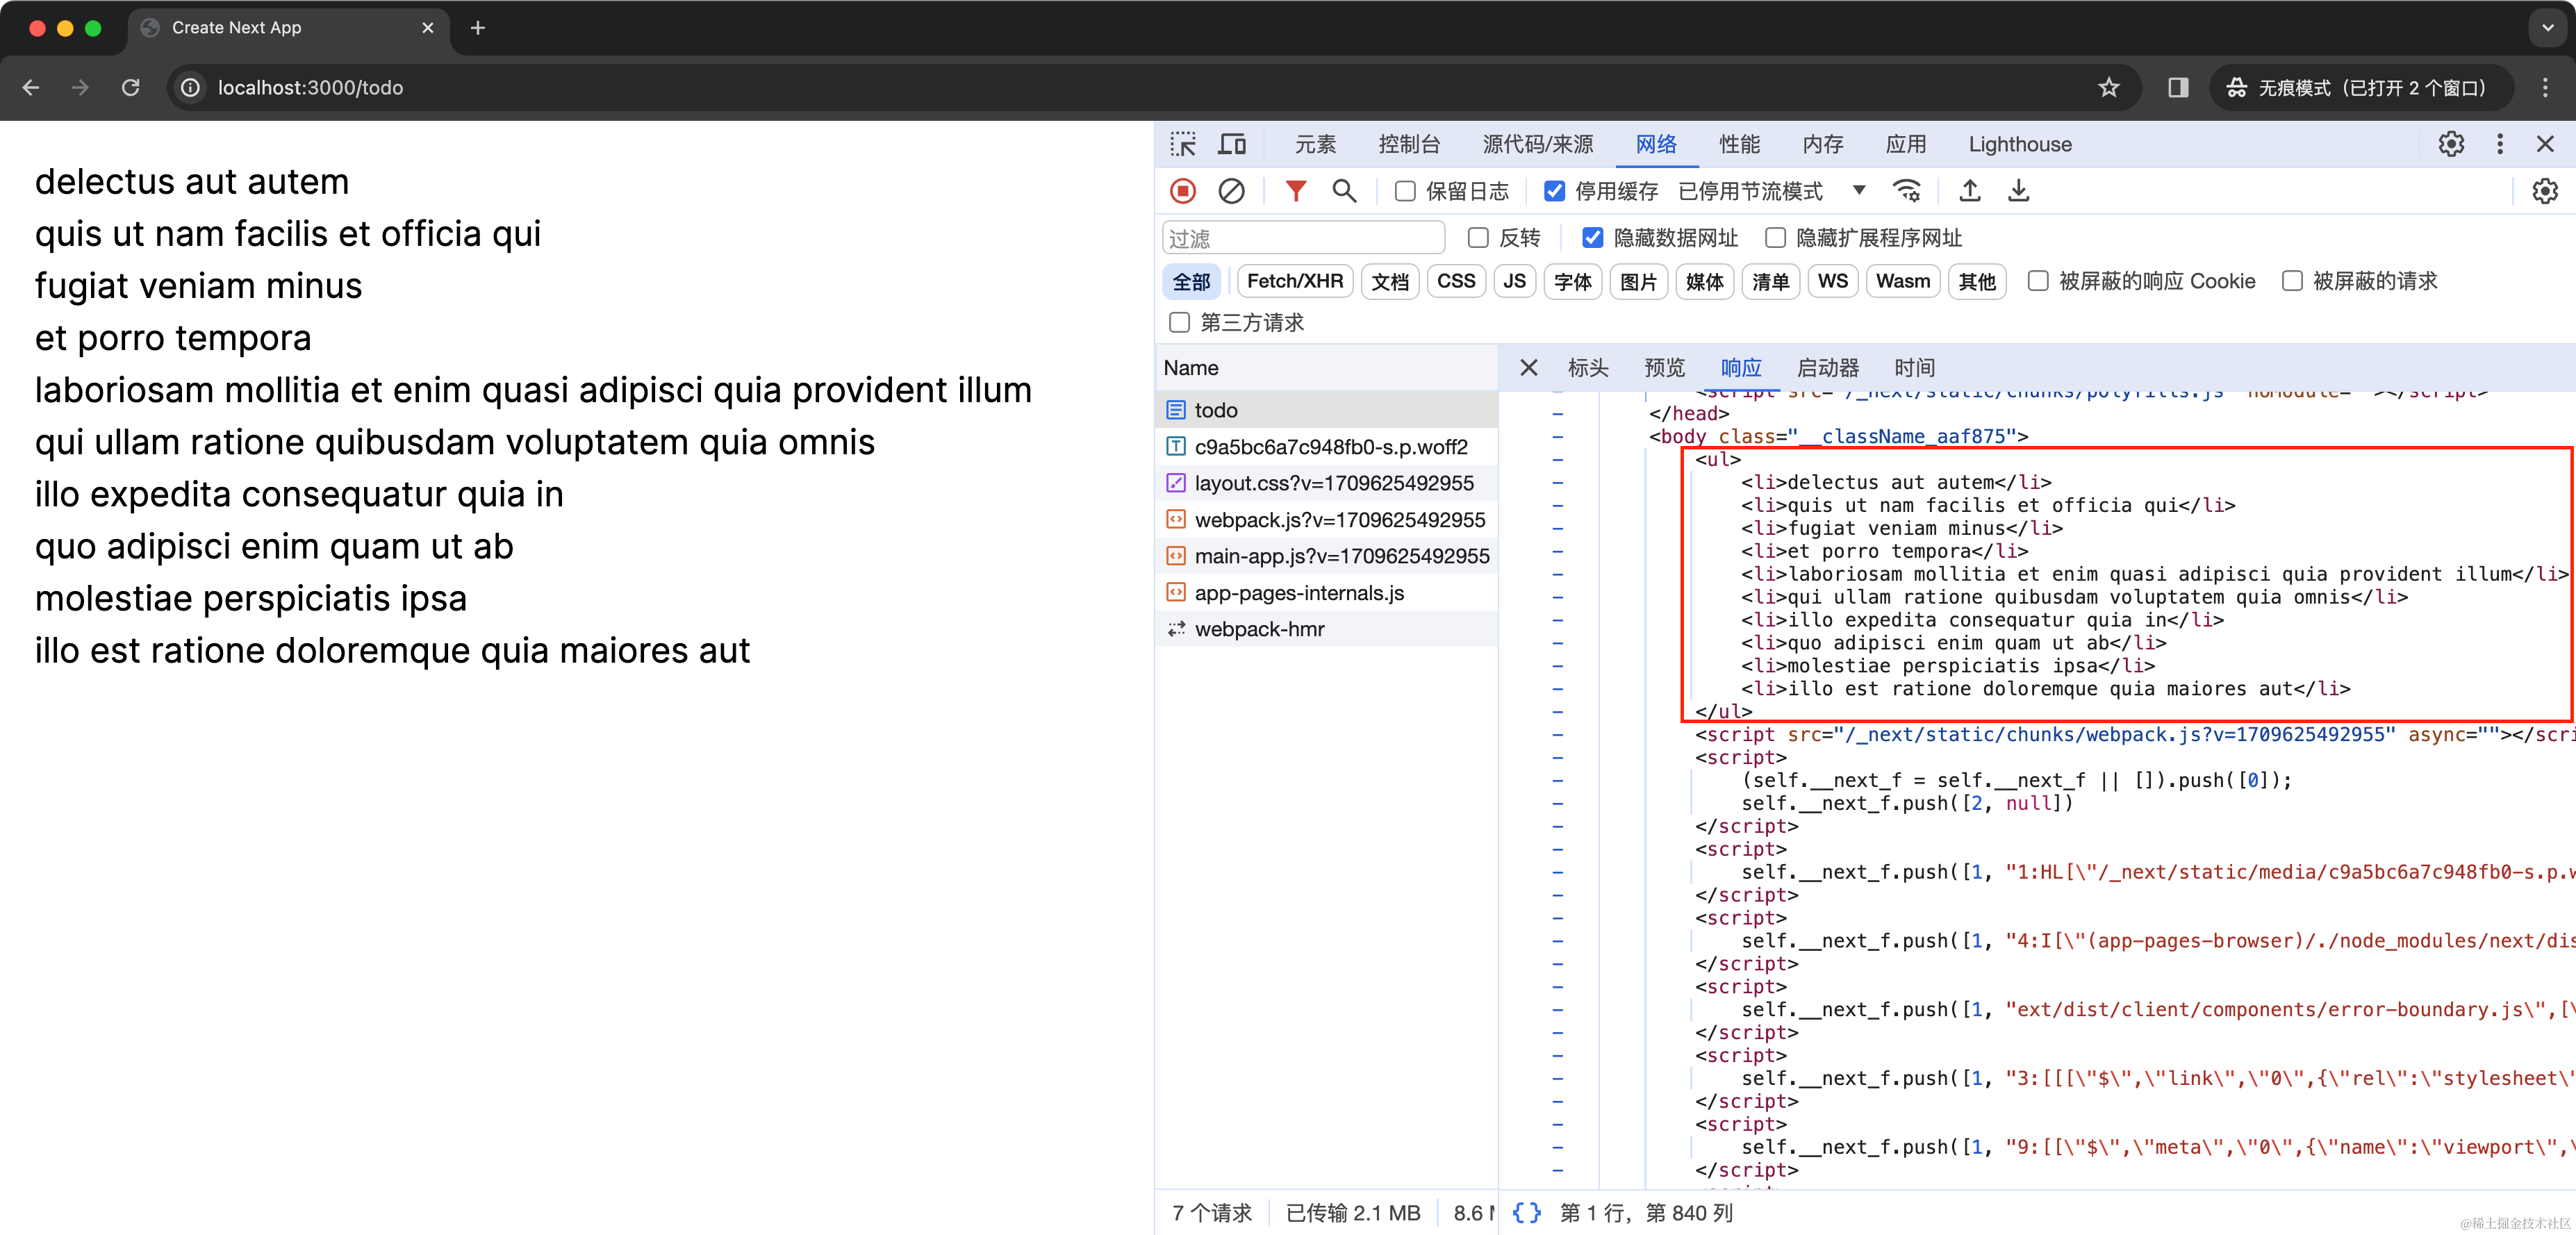 Create Next App
localhost:3000/todo
无痕模式（已打开 2 个窗口）
delectus aut autem
quis ut nam facilis et officia qui
fugiat veniam minus
et porro tempora
laboriosam mollitia et enim quasi adipisci quia provident illum
qui ullam ratione quibusdam voluptatem quia omnis
illo expedita consequatur quia in
quo adipisci enim quam ut ab
molestiae perspiciatis ipsa
illo est ratione doloremque quia maiores aut
元素 控制台 源代码/来源 网络 性能 内存 应用 Lighthouse
保留日志 停用缓存 已停用节流模式
过滤 反转 隐藏数据网址 隐藏扩展程序网址
全部 Fetch/XHR 文档 CSS JS 字体 图片 媒体 清单 WS Wasm 其他 被屏蔽的响应 Cookie 被屏蔽的请求
第三方请求
Name
todo
c9a5bc6a7c948fb0-s.p.woff2
layout.css?v=1709625492955
webpack.js?v=1709625492955
main-app.js?v=1709625492955
app-pages-internals.js
webpack-hmr
标头 预览 响应 启动器 时间
<script src="/_next/static/chunks/polyfills.js" nomodule=""></script>
</head>
<body class="__className_aaf875">
<ul>
<li>delectus aut autem</li>
<li>quis ut nam facilis et officia qui</li>
<li>fugiat veniam minus</li>
<li>et porro tempora</li>
<li>laboriosam mollitia et enim quasi adipisci quia provident illum</li>
<li>qui ullam ratione quibusdam voluptatem quia omnis</li>
<li>illo expedita consequatur quia in</li>
<li>quo adipisci enim quam ut ab</li>
<li>molestiae perspiciatis ipsa</li>
<li>illo est ratione doloremque quia maiores aut</li>
</ul>
<script src="/_next/static/chunks/webpack.js?v=1709625492955" async=""></scri
<script>
(self.__next_f = self.__next_f || []).push([0]);
self.__next_f.push([2, null])
</script>
<script>
self.__next_f.push([1, "1:HL[\"/_next/static/media/c9a5bc6a7c948fb0-s.p.w
</script>
<script>
self.__next_f.push([1, "4:I[\"(app-pages-browser)/./node_modules/next/dis
</script>
<script>
self.__next_f.push([1, "ext/dist/client/components/error-boundary.js\",[\
</script>
<script>
self.__next_f.push([1, "3:[[[\"$\",\"link\",\"0\",{\"rel\":\"stylesheet\"
</script>
<script>
self.__next_f.push([1, "9:[[\"$\",\"meta\",\"0\",{\"name\":\"viewport\",\
</script>
7 个请求 已传输 2.1 MB 8.6 第 1 行，第 840 列
@稀土掘金技术社区